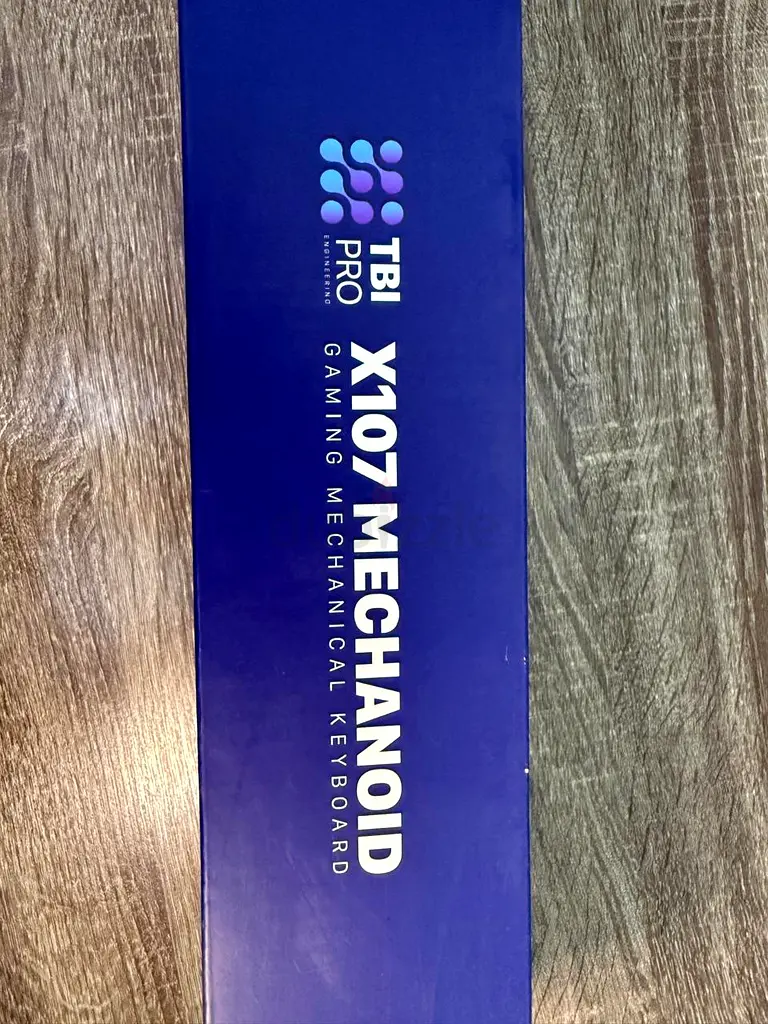 TBI
PRO
ENGINEERING
X107 MECHANOID
GAMING MECHANICAL KEYBOARD